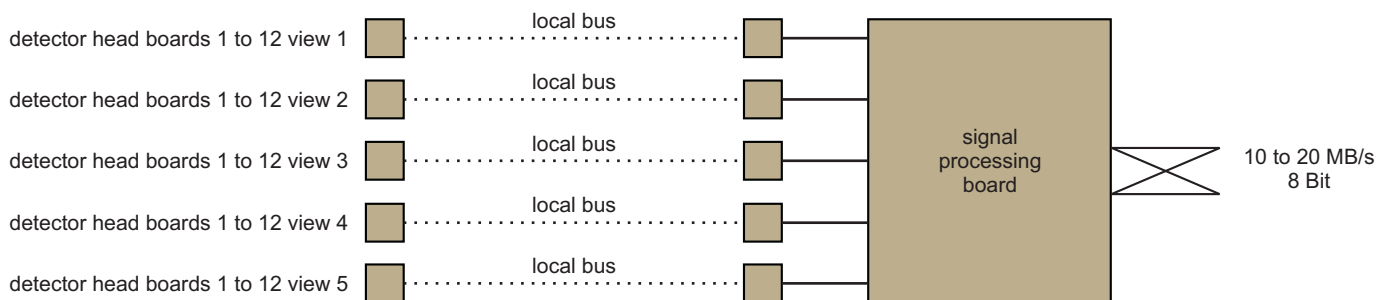 detector head boards 1 to 12 view 1
local bus
detector head boards 1 to 12 view 2
local bus
detector head boards 1 to 12 view 3
local bus
detector head boards 1 to 12 view 4
local bus
detector head boards 1 to 12 view 5
local bus
signal
processing
board
10 to 20 MB/s
8 Bit